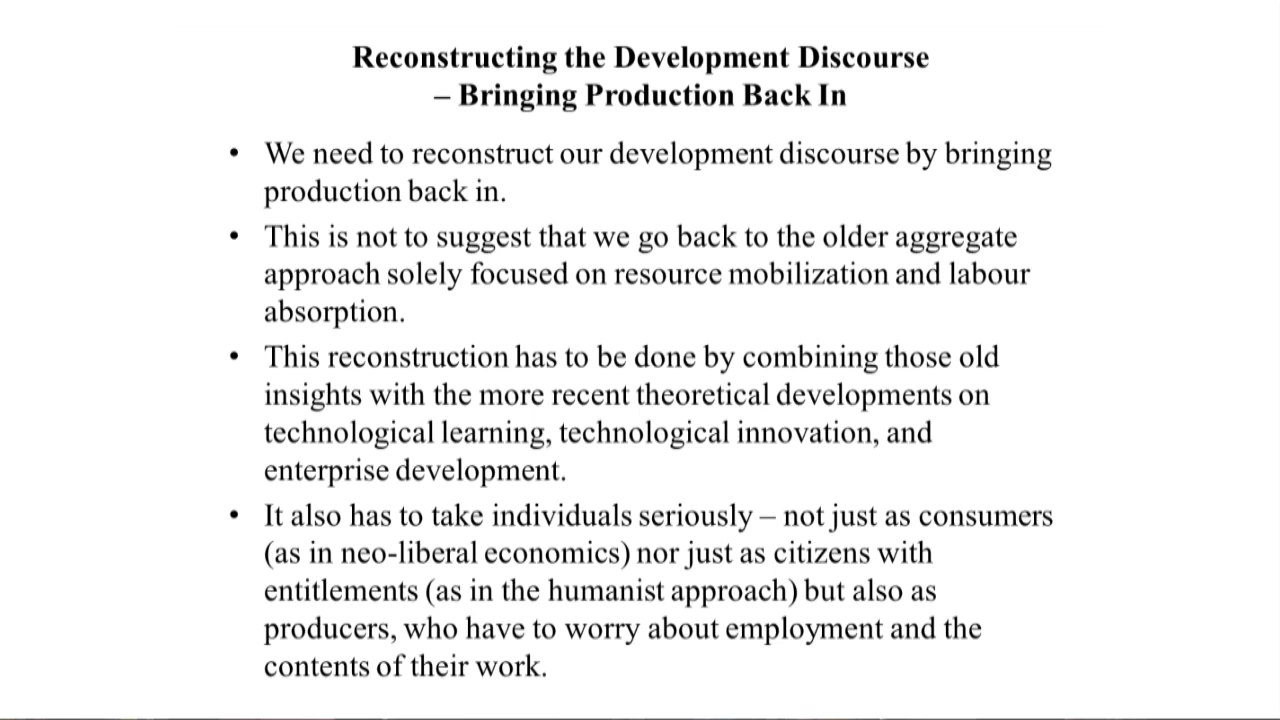 Reconstructing the Development Discourse
– Bringing Production Back In
• We need to reconstruct our development discourse by bringing
production back in.
• This is not to suggest that we go back to the older aggregate
approach solely focused on resource mobilization and labour
absorption.
• This reconstruction has to be done by combining those old
insights with the more recent theoretical developments on
technological learning, technological innovation, and
enterprise development.
• It also has to take individuals seriously – not just as consumers
(as in neo-liberal economics) nor just as citizens with
entitlements (as in the humanist approach) but also as
producers, who have to worry about employment and the
contents of their work.